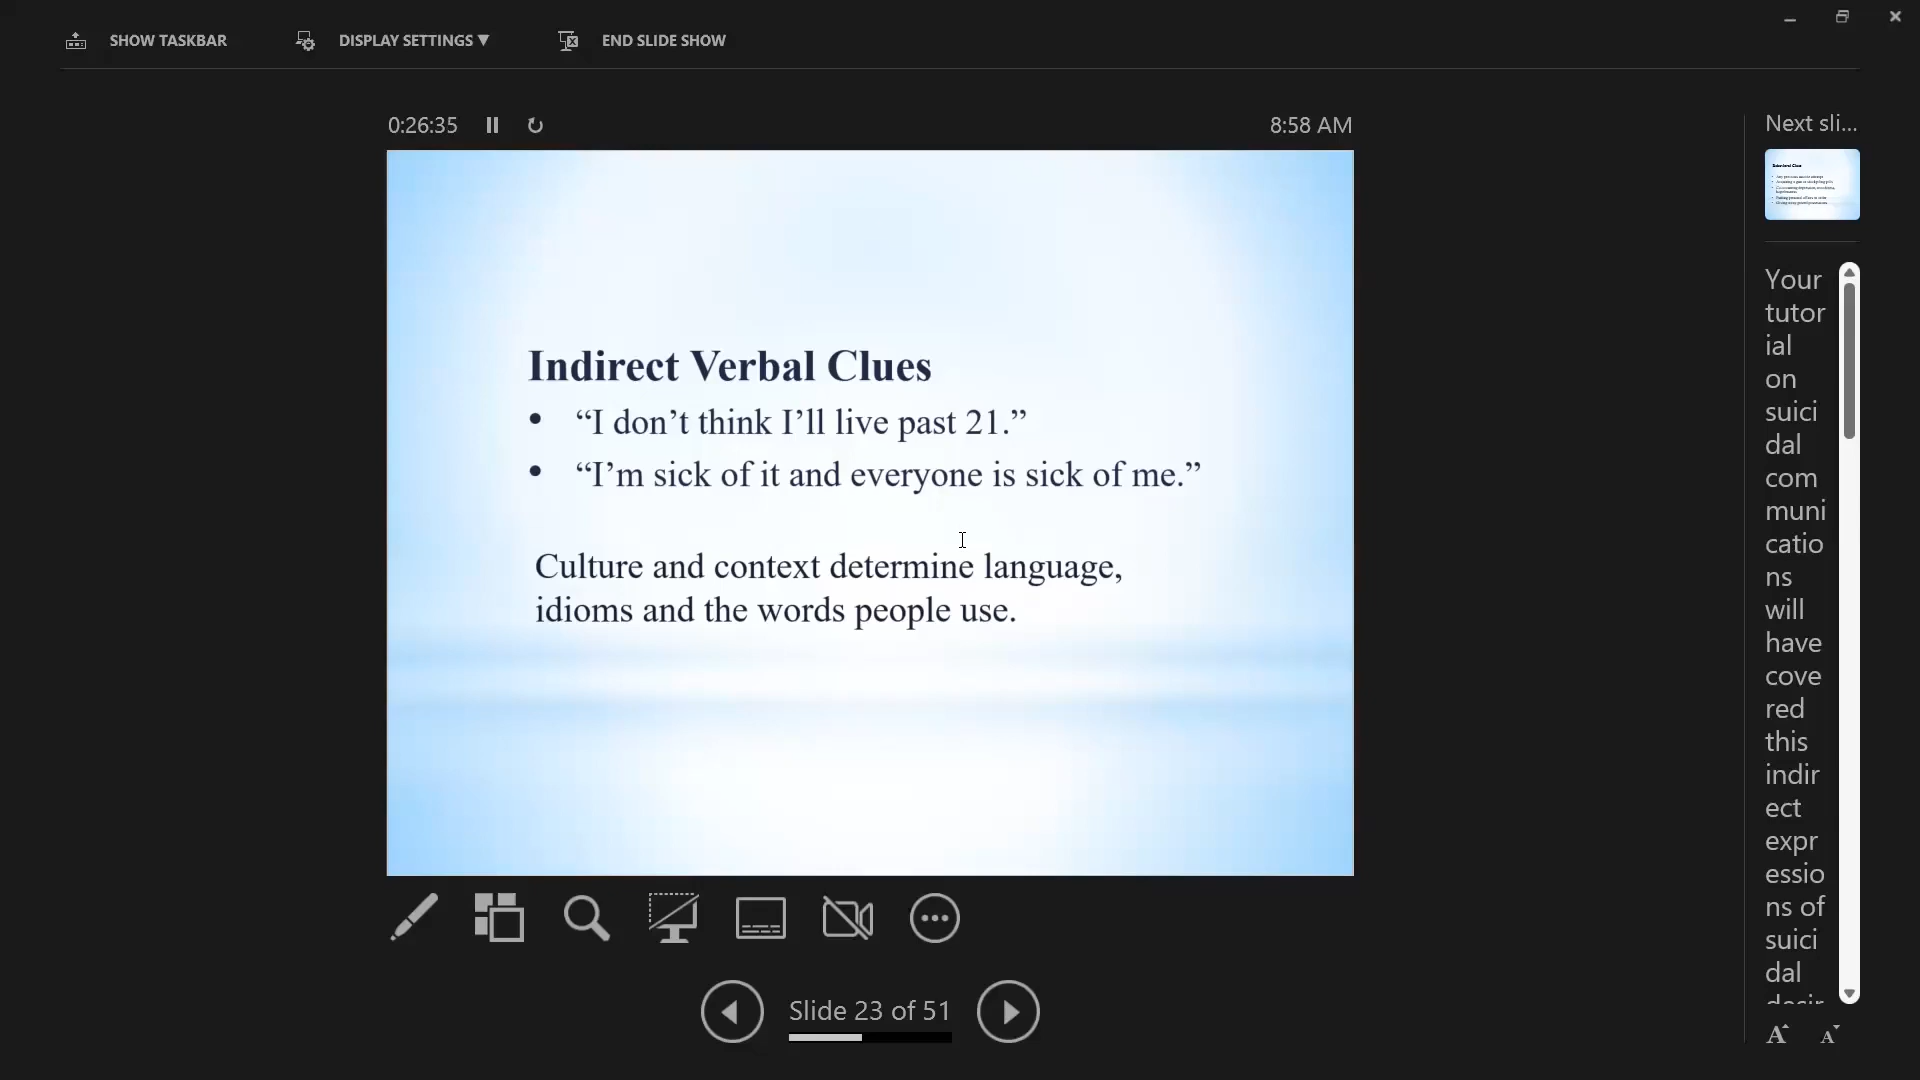 SHOW TASKBAR
DISPLAY SETTINGS ▼
END SLIDE SHOW
0:26:35
8:58 AM
Next sli...
Indirect Verbal Clues
• “I don’t think I’ll live past 21.”
• “I’m sick of it and everyone is sick of me.”
Culture and context determine language,
idioms and the words people use.
Behavioral Clues
Your
tutor
ial
on
suici
dal
com
muni
catio
ns
will
have
cove
red
this
indir
ect
expr
essio
ns of
suici
dal
Slide 23 of 51
A
A